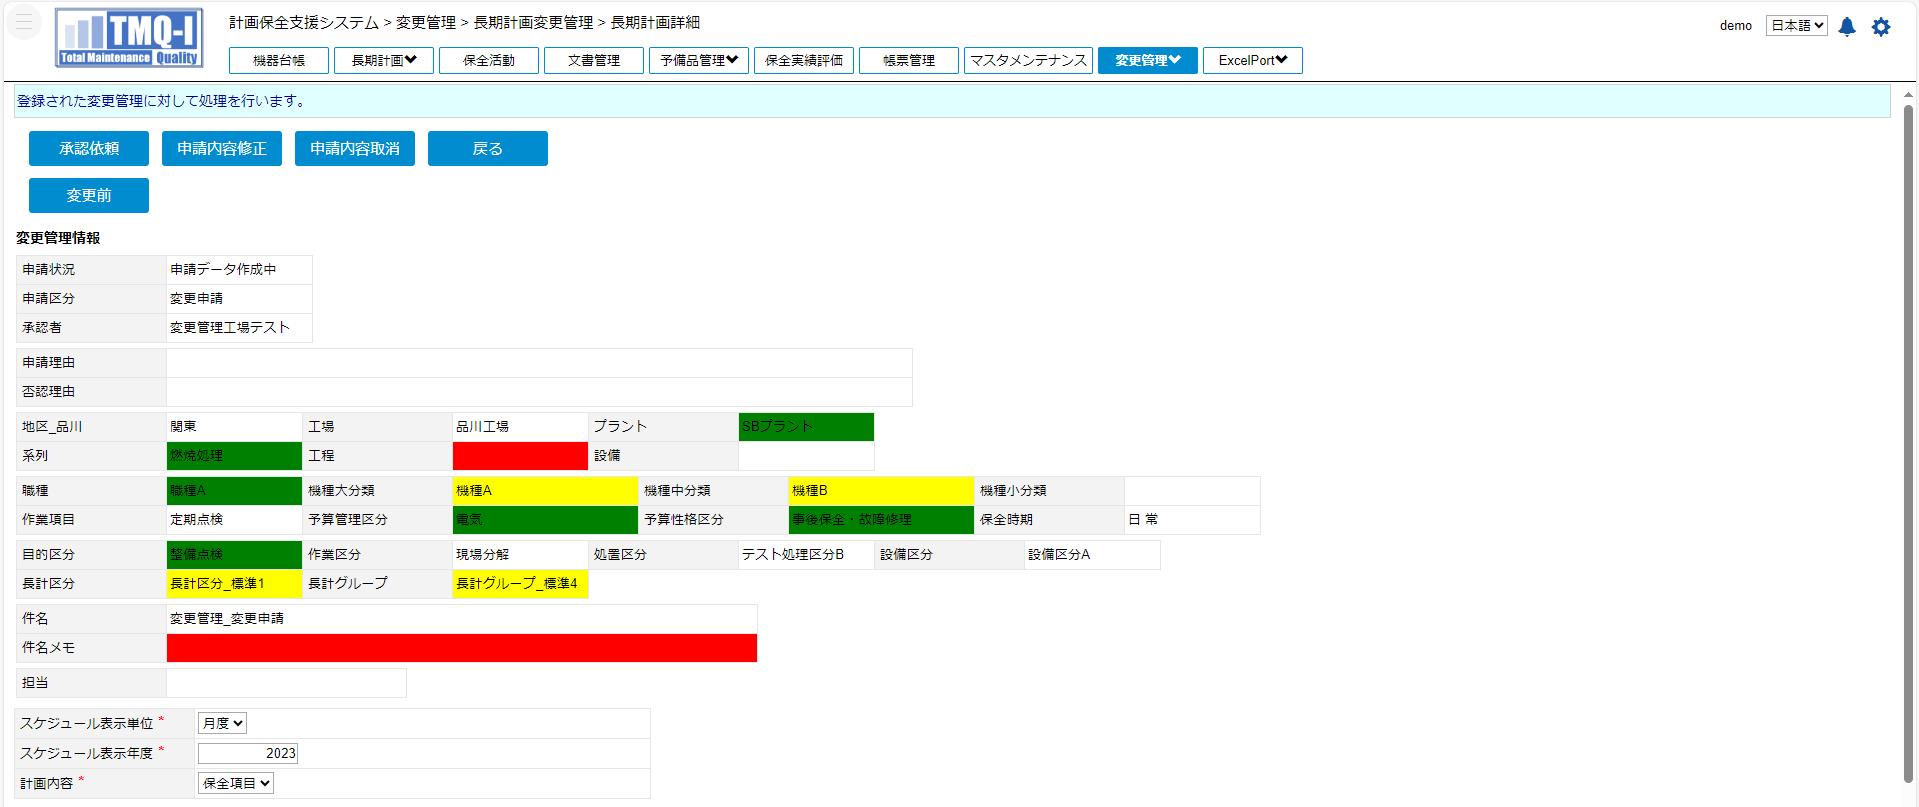 TMQ-I
Total Maintenance Quality
計画保全支援システム > 変更管理 > 長期計画変更管理 > 長期計画詳細
demo 日本語
機器台帳 長期計画 保全活動 文書管理 予備品管理 保全実績評価 帳票管理 マスタメンテナンス 変更管理 ExcelPort
登録された変更管理に対して処理を行います。
承認依頼 申請内容修正 申請内容取消 戻る
変更前
変更管理情報
申請状況 申請データ作成中
申請区分 変更申請
承認者 変更管理工場テスト
申請理由
否認理由
地区_品川 関東 工場 品川工場 プラント SBプラント
系列 燃焼処理 工程 設備
職種 職種A 機種大分類 機種A 機種中分類 機種B 機種小分類
作業項目 定期点検 予算管理区分 電気 予算性格区分 事後保全・故障修理 保全時期 日 常
目的区分 整備点検 作業区分 現場分解 処置区分 テスト処理区分B 設備区分 設備区分A
長計区分 長計区分_標準1 長計グループ 長計グループ_標準4
件名 変更管理_変更申請
件名メモ
担当
スケジュール表示単位 * 月度
スケジュール表示年度 * 2023
計画内容 * 保全項目